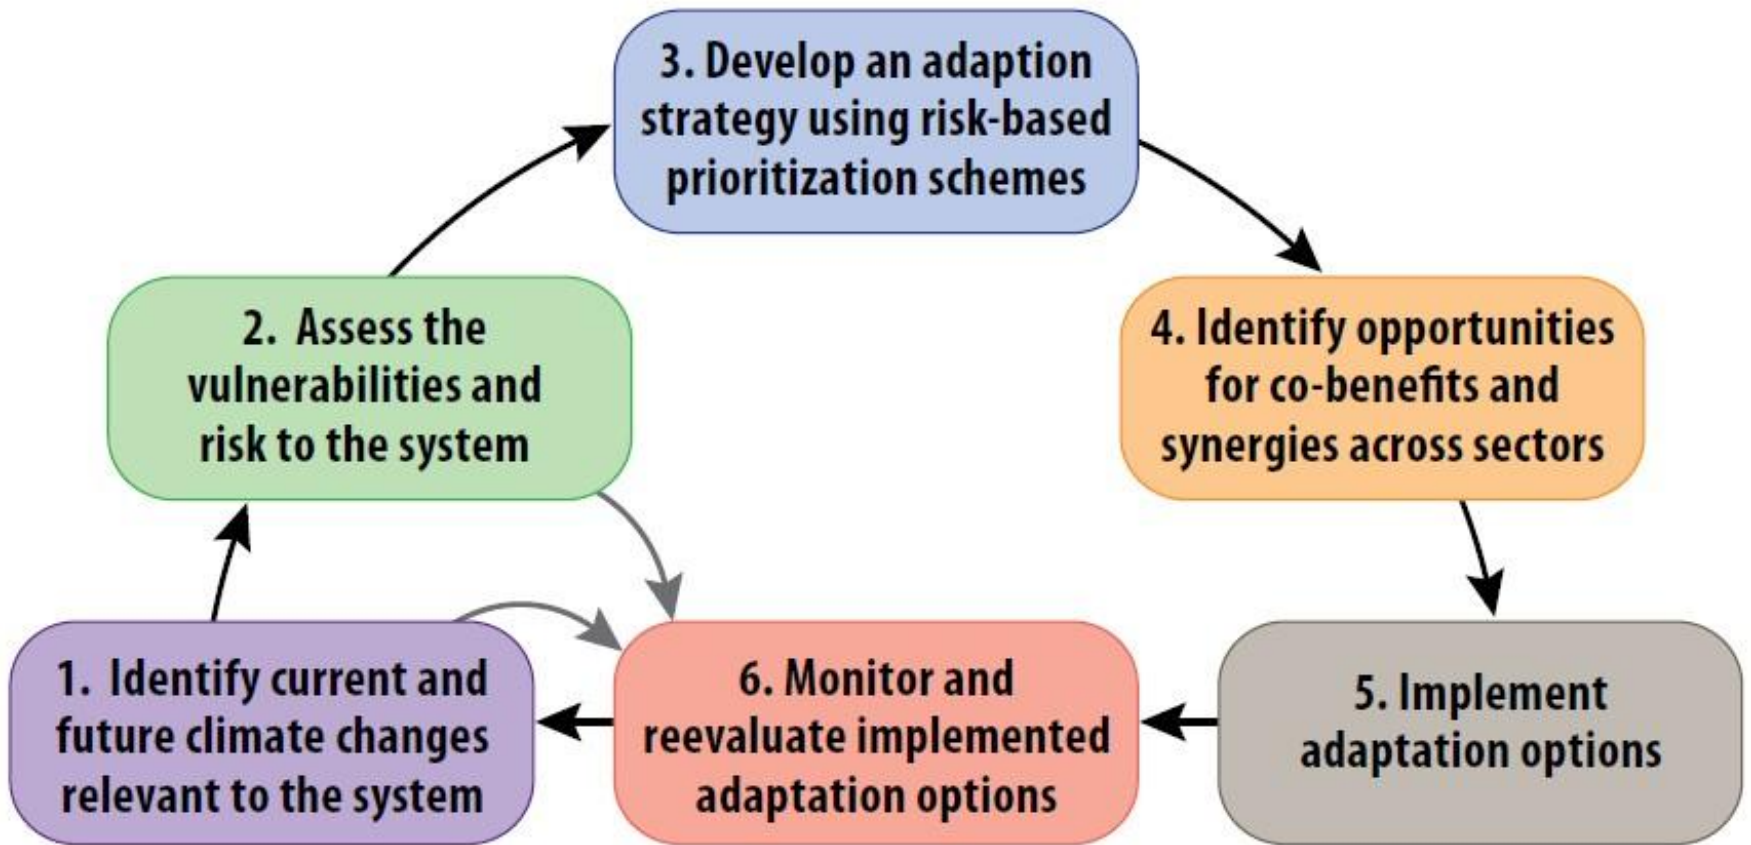 3. Develop an adaption
strategy using risk-based
prioritization schemes
2. Assess the
vulnerabilities and
risk to the system
4. Identify opportunities
for co-benefits and
synergies across sectors
1. Identify current and
future climate changes
relevant to the system
6. Monitor and
reevaluate implemented
adaptation options
5. Implement
adaptation options